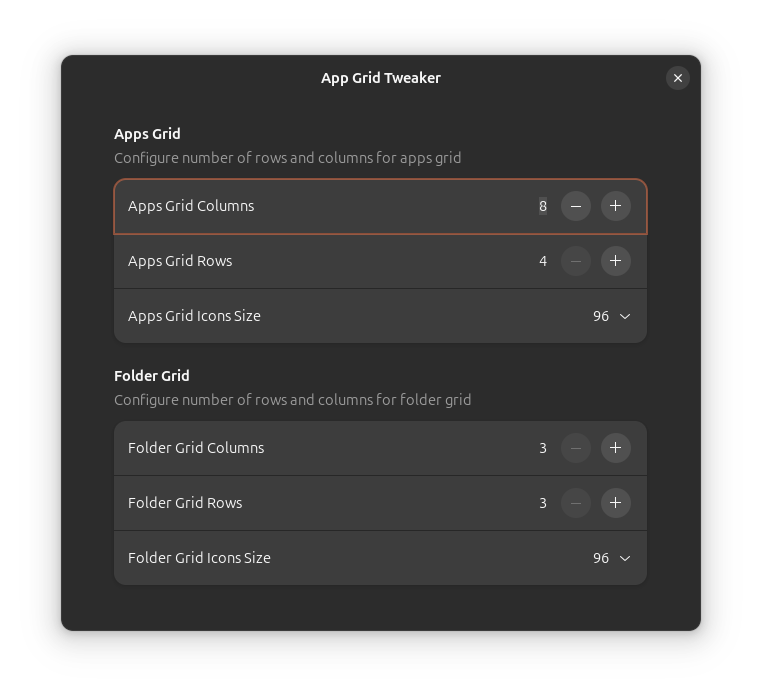 App Grid Tweaker
Apps Grid
Configure number of rows and columns for apps grid
Apps Grid Columns 8
Apps Grid Rows 4
Apps Grid Icons Size 96
Folder Grid
Configure number of rows and columns for folder grid
Folder Grid Columns 3
Folder Grid Rows 3
Folder Grid Icons Size 96